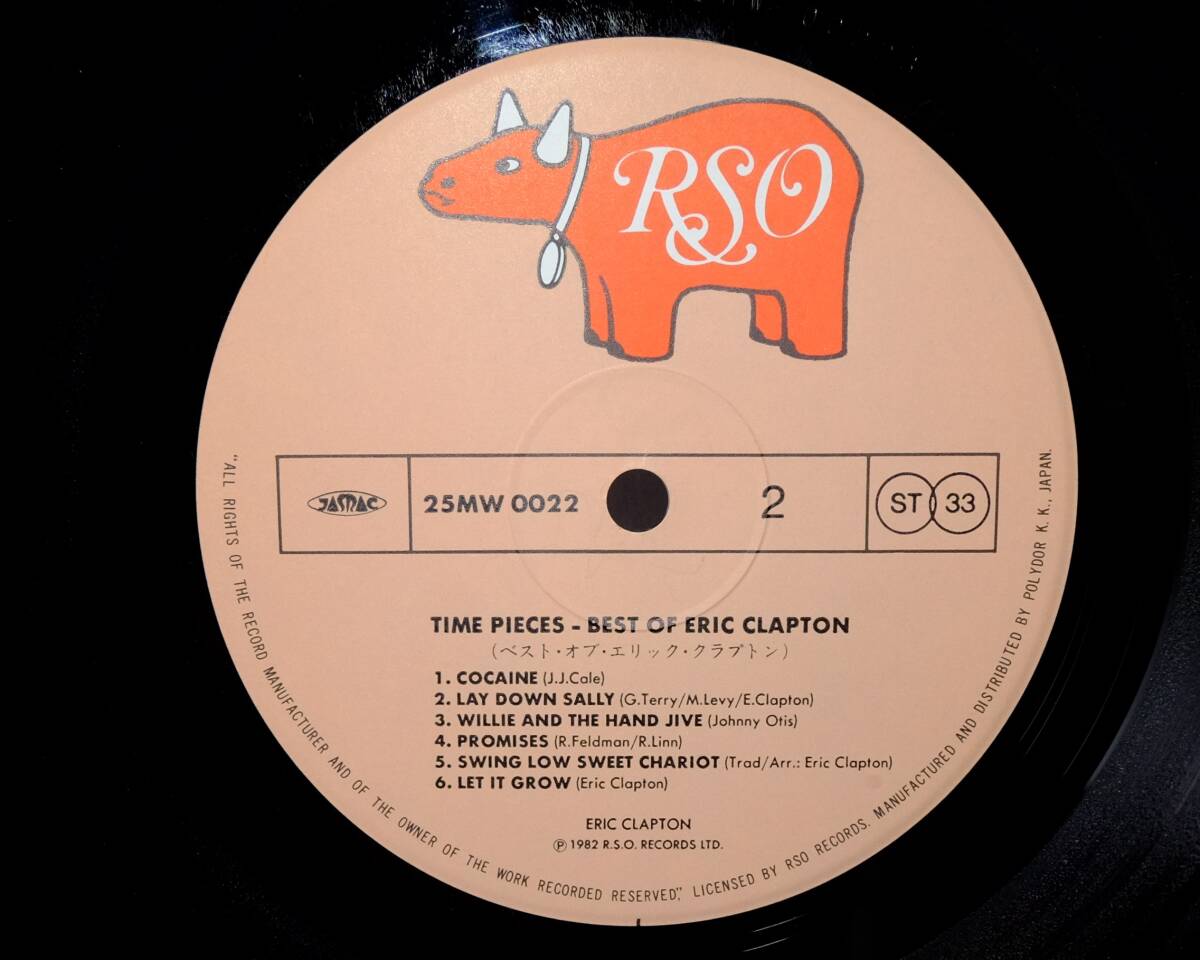 RSO
JASRAC
25MW 0022
2
ST 33
TIME PIECES - BEST OF ERIC CLAPTON
(ベスト・オブ・エリック・クラプトン)
1. COCAINE (J.J.Cale)
2. LAY DOWN SALLY (G.Terry/M.Levy/E.Clapton)
3. WILLIE AND THE HAND JIVE (Johnny Otis)
4. PROMISES (R.Feldman/R.Linn)
5. SWING LOW SWEET CHARIOT (Trad/Arr.: Eric Clapton)
6. LET IT GROW (Eric Clapton)
ERIC CLAPTON
Ⓟ 1982 R.S.O. RECORDS LTD.
"ALL RIGHTS OF THE RECORD MANUFACTURER AND OF THE OWNER OF THE WORK RECORDED RESERVED", LICENSED BY RSO RECORDS. MANUFACTURED AND DISTRIBUTED BY POLYDOR K.K., JAPAN.